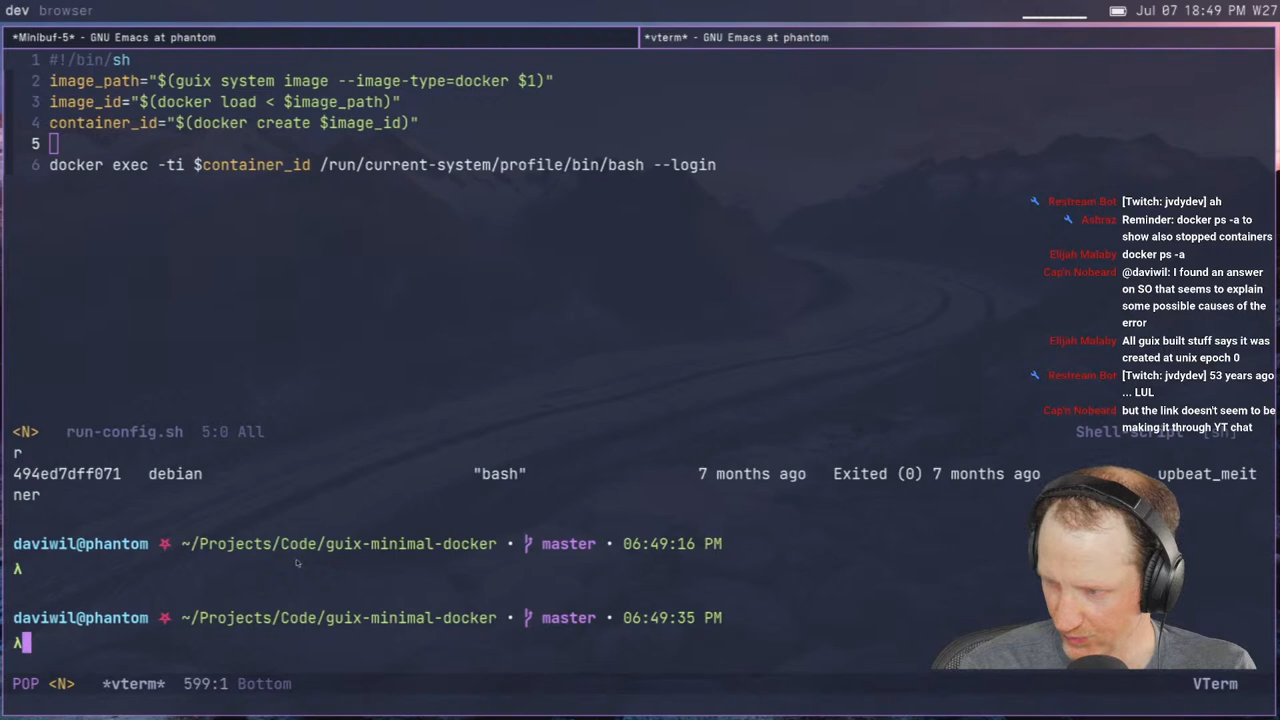 dev browser Jul 07 18:49 PM W27
*Minibuf-5* - GNU Emacs at phantom
*vterm* - GNU Emacs at phantom
1 #!/bin/sh
2 image_path="$(guix system image --image-type=docker $1)"
3 image_id="$(docker load < $image_path)"
4 container_id="$(docker create $image_id)"
5
6 docker exec -ti $container_id /run/current-system/profile/bin/bash --login
Restream Bot [Twitch: jvdydev] ah
Ashraz Reminder: docker ps -a to
show also stopped containers
Elijah Malaby docker ps -a
Cap'n Nobeard @daviwil: I found an answer
on SO that seems to explain
some possible causes of the
error
Elijah Malaby All guix built stuff says it was
created at unix epoch 0
Restream Bot [Twitch: jvdydev] 53 years ago
... LUL
Cap'n Nobeard but the link doesn't seem to be
making it through YT chat
<N> run-config.sh 5:0 All Shell-script [sh]
r
494ed7dff071 debian "bash" 7 months ago Exited (0) 7 months ago upbeat_meit
ner
daviwil@phantom ~/Projects/Code/guix-minimal-docker • master • 06:49:16 PM
λ
daviwil@phantom ~/Projects/Code/guix-minimal-docker • master • 06:49:35 PM
λ
POP <N> *vterm* 599:1 Bottom VTerm